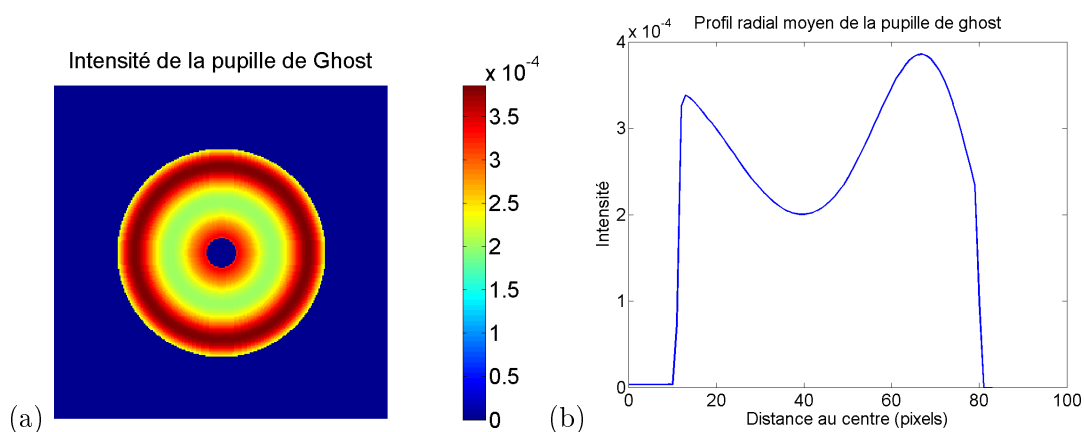 Intensité de la pupille de Ghost
x 10⁻⁴
3.5
3
2.5
2
1.5
1
0.5
0
(a)
Profil radial moyen de la pupille de ghost
x 10⁻⁴
4
3
2
1
0
Intensité
0 20 40 60 80 100
Distance au centre (pixels)
(b)